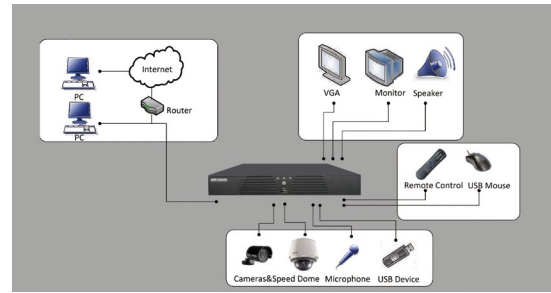 Internet
PC
Router
PC
VGA
Monitor
Speaker
Remote Control
USB Mouse
Cameras&Speed Dome
Microphone
USB Device